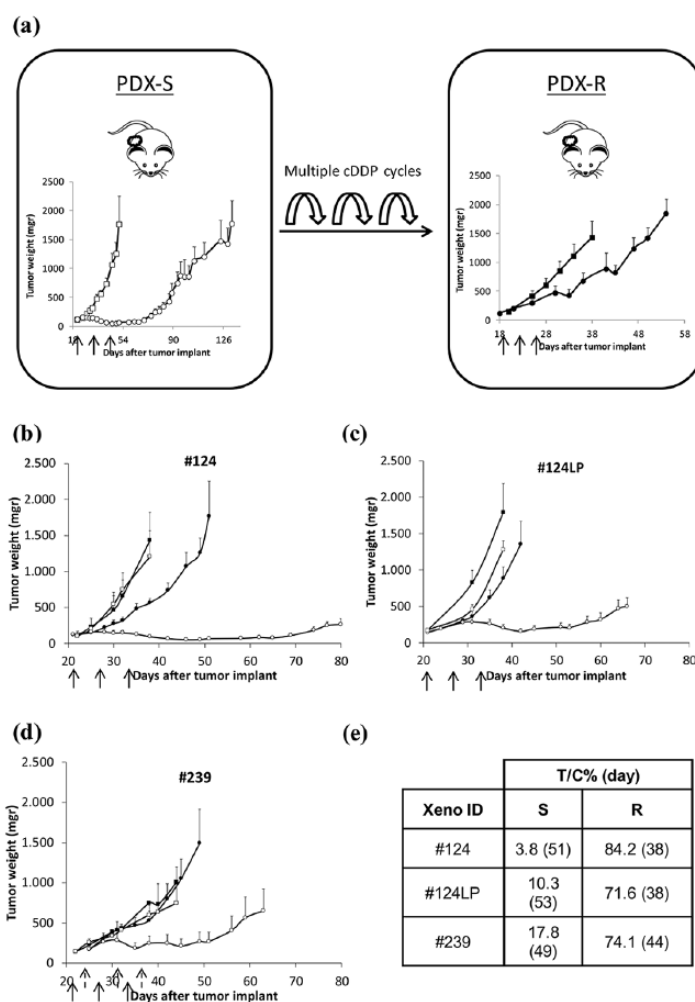 (a)
PDX-S
PDX-R
Multiple cDDP cycles
Tumor weight (mgr)
2500
2000
1500
1000
500
0
18
54
90
126
Days after tumor implant
Tumor weight (mgr)
2500
2000
1500
1000
500
0
18
28
38
48
58
Days after tumor implant
(b)
#124
Tumor weight (mgr)
2.500
2.000
1.500
1.000
500
0
20 30 40 50 60 70 80
Days after tumor implant
(c)
#124LP
Tumor weight (mgr)
2.500
2.000
1.500
1.000
500
0
20 30 40 50 60 70 80
Days after tumor implant
(d)
#239
Tumor weight (mgr)
2.500
2.000
1.500
1.000
500
0
20 30 40 50 60 70 80
Days after tumor implant
(e)
T/C% (day)
Xeno ID S R
#124 3.8 (51) 84.2 (38)
#124LP 10.3 (53) 71.6 (38)
#239 17.8 (49) 74.1 (44)